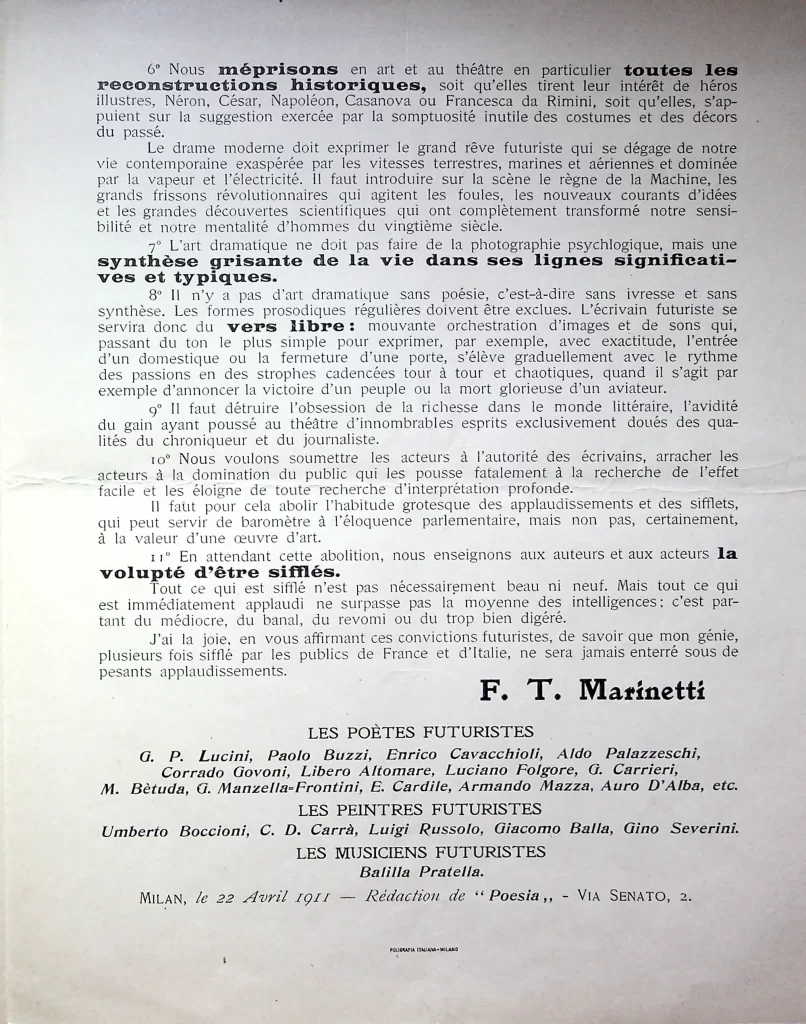 6° Nous méprisons en art et au théâtre en particulier toutes les
reconstructions historiques, soit qu'elles tirent leur intérêt de héros
illustres, Néron, César, Napoléon, Casanova ou Francesca da Rimini, soit qu'elles, s'ap-
puient sur la suggestion exercée par la somptuosité inutile des costumes et des décors
du passé.
Le drame moderne doit exprimer le grand rêve futuriste qui se dégage de notre
vie contemporaine exaspérée par les vitesses terrestres, marines et aériennes et dominée
par la vapeur et l'électricité. Il faut introduire sur la scène le règne de la Machine, les
grands frissons révolutionnaires qui agitent les foules, les nouveaux courants d'idées
et les grandes découvertes scientifiques qui ont complètement transformé notre sensi-
bilité et notre mentalité d'hommes du vingtième siècle.
7° L'art dramatique ne doit pas faire de la photographie psychlogique, mais une
synthèse grisante de la vie dans ses lignes significati-
ves et typiques.
8° Il n'y a pas d'art dramatique sans poésie, c'est-à-dire sans ivresse et sans
synthèse. Les formes prosodiques régulières doivent être exclues. L'écrivain futuriste se
servira donc du vers libre: mouvante orchestration d'images et de sons qui,
passant du ton le plus simple pour exprimer, par exemple, avec exactitude, l'entrée
d'un domestique ou la fermeture d'une porte, s'élève graduellement avec le rythme
des passions en des strophes cadencées tour à tour et chaotiques, quand il s'agit par
exemple d'annoncer la victoire d'un peuple ou la mort glorieuse d'un aviateur.
9° Il faut détruire l'obsession de la richesse dans le monde littéraire, l'avidité
du gain ayant poussé au théâtre d'innombrables esprits exclusivement doués des qua-
lités du chroniqueur et du journaliste.
10° Nous voulons soumettre les acteurs à l'autorité des écrivains, arracher les
acteurs à la domination du public qui les pousse fatalement à la recherche de l'effet
facile et les éloigne de toute recherche d'interprétation profonde.
Il faut pour cela abolir l'habitude grotesque des applaudissements et des sifflets,
qui peut servir de baromètre à l'éloquence parlementaire, mais non pas, certainement,
à la valeur d'une œuvre d'art.
11° En attendant cette abolition, nous enseignons aux auteurs et aux acteurs la
volupté d'être sifflés.
Tout ce qui est sifflé n'est pas nécessairement beau ni neuf. Mais tout ce qui
est immédiatement applaudi ne surpasse pas la moyenne des intelligences; c'est par-
tant du médiocre, du banal, du revomi ou du trop bien digéré.
J'ai la joie, en vous affirmant ces convictions futuristes, de savoir que mon génie,
plusieurs fois sifflé par les publics de France et d'Italie, ne sera jamais enterré sous de
pesants applaudissements.
F. T. Marinetti
LES POÈTES FUTURISTES
G. P. Lucini, Paolo Buzzi, Enrico Cavacchioli, Aldo Palazzeschi,
Corrado Govoni, Libero Altomare, Luciano Folgore, G. Carrieri,
M. Bètuda, G. Manzella-Frontini, E. Cardile, Armando Mazza, Auro D'Alba, etc.
LES PEINTRES FUTURISTES
Umberto Boccioni, C. D. Carrà, Luigi Russolo, Giacomo Balla, Gino Severini.
LES MUSICIENS FUTURISTES
Balilla Pratella.
MILAN, le 22 Avril 1911 — Rédaction de "Poesia,, - VIA SENATO, 2.
POLIGRAFIA ITALIANA-MILANO